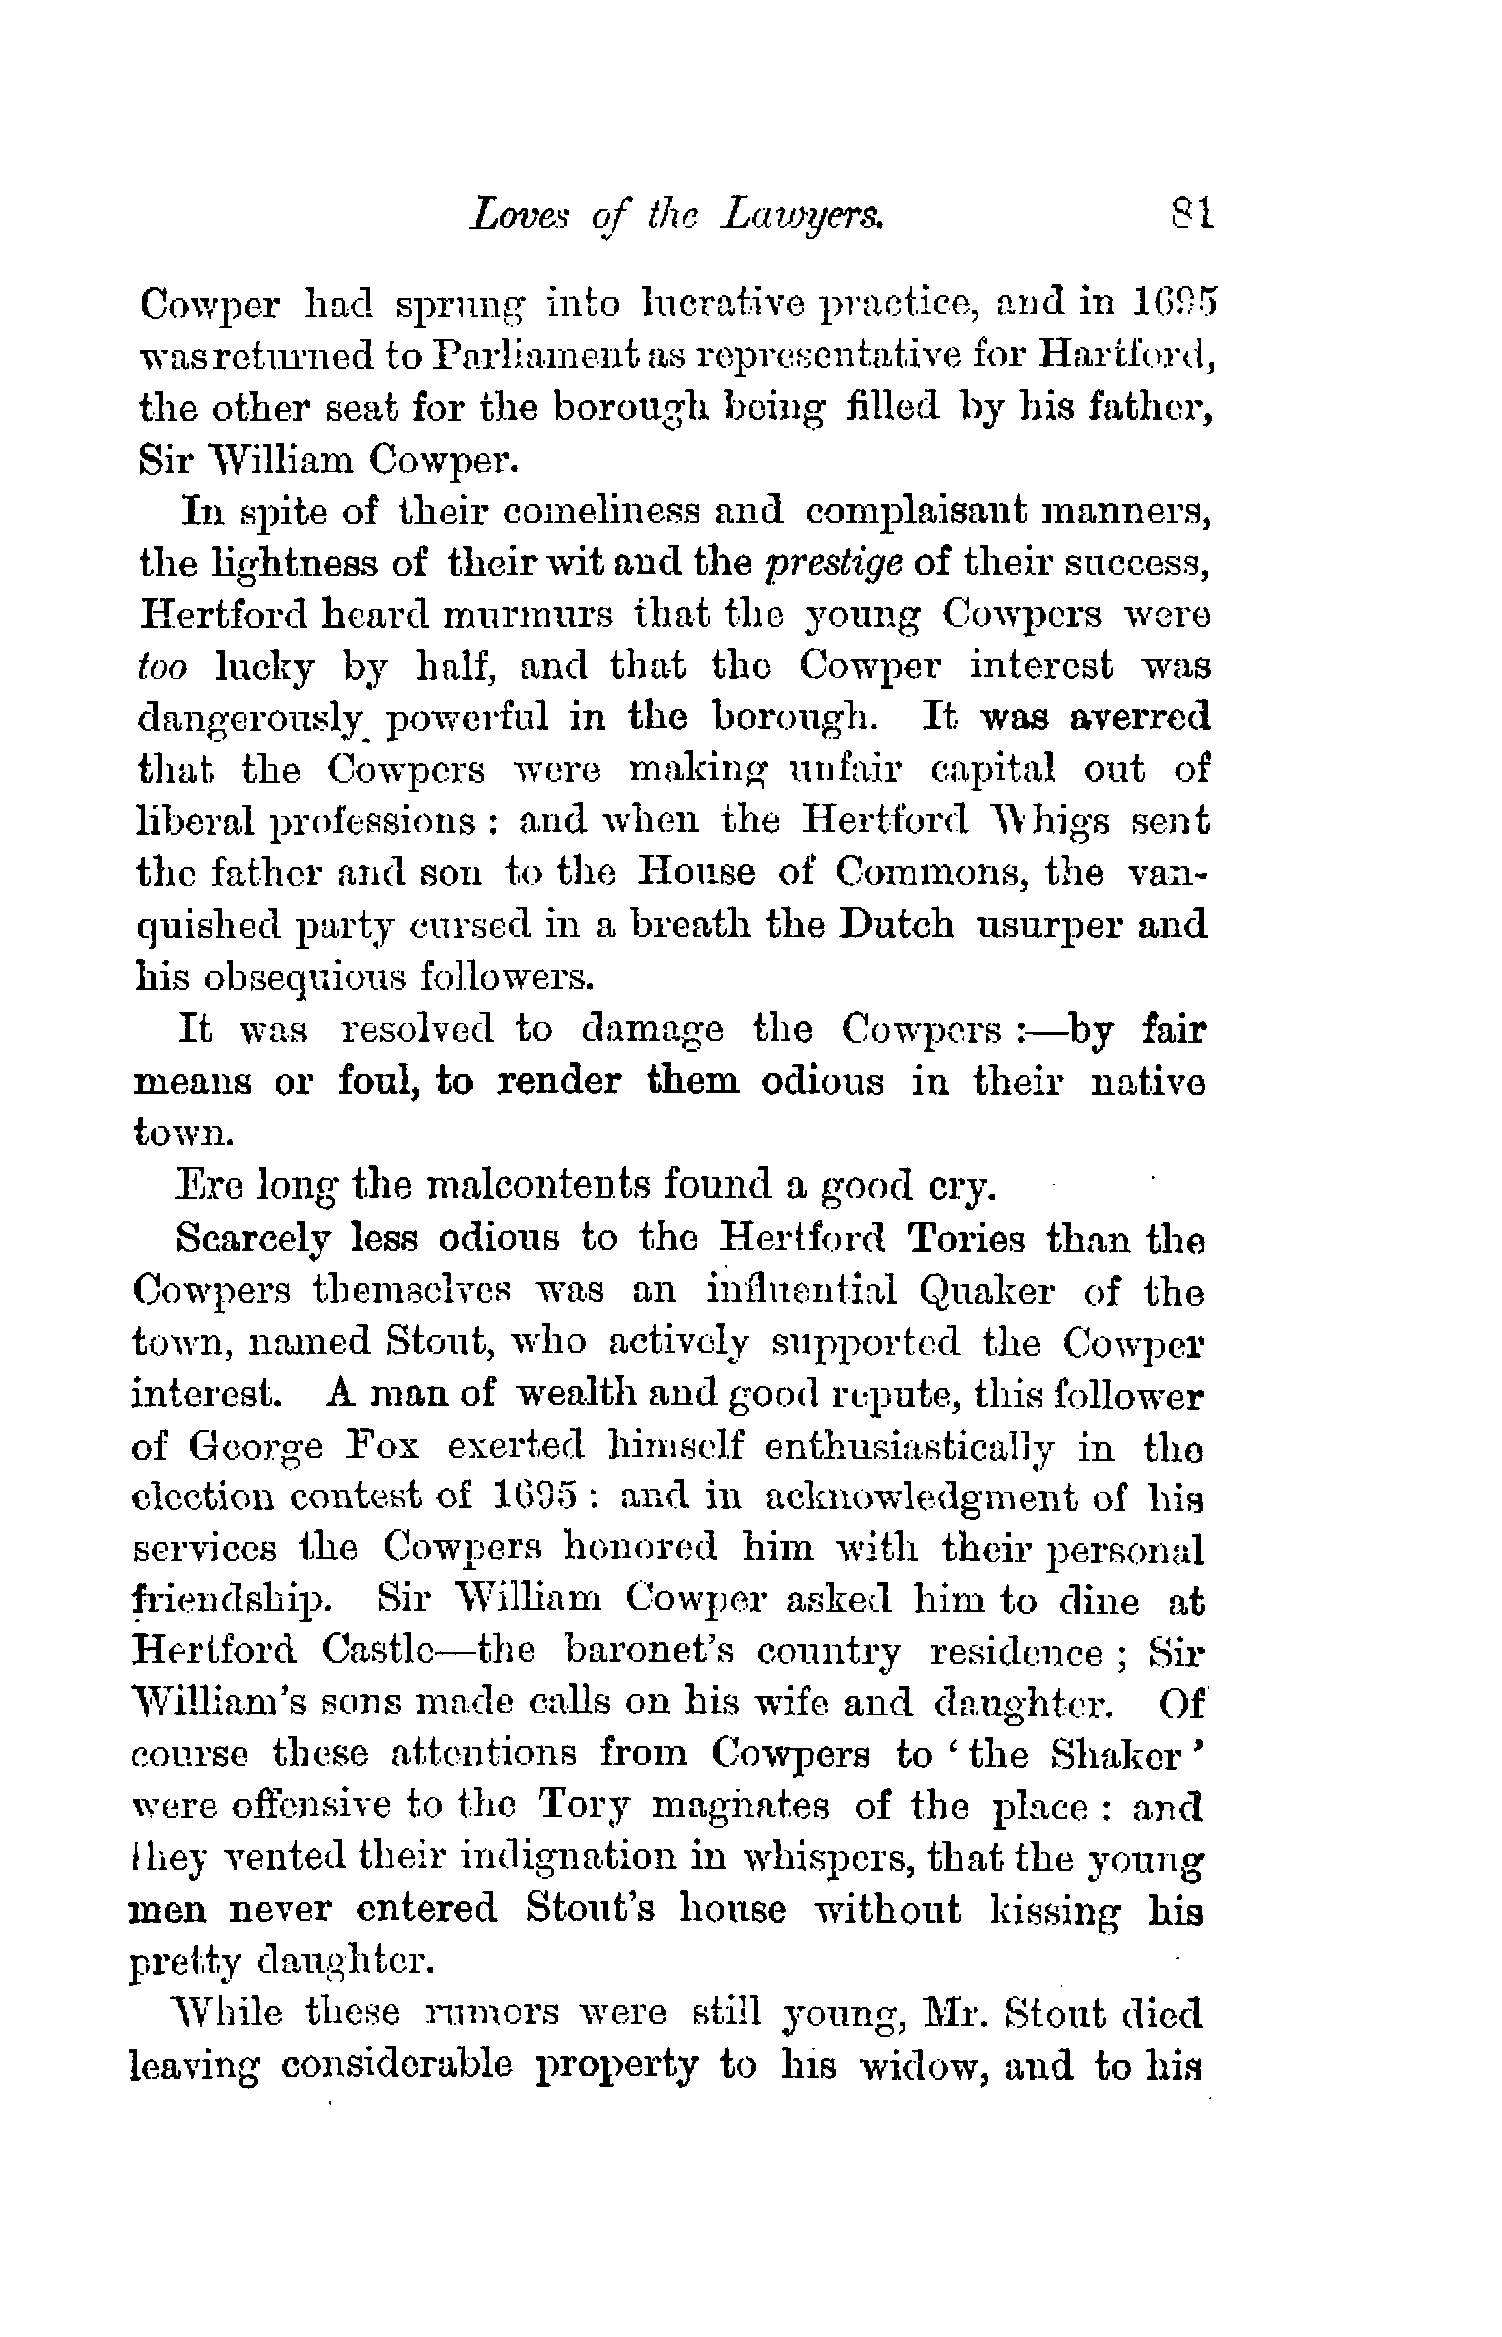 Loves of the Lawyers. 81
Cowper had sprung into lucrative practice, and in 1695
was returned to Parliament as representative for Hartford,
the other seat for the borough being filled by his father,
Sir William Cowper.
In spite of their comeliness and complaisant manners,
the lightness of their wit and the prestige of their success,
Hertford heard murmurs that the young Cowpers were
too lucky by half, and that the Cowper interest was
dangerously powerful in the borough. It was averred
that the Cowpers were making unfair capital out of
liberal professions : and when the Hertford Whigs sent
the father and son to the House of Commons, the van-
quished party cursed in a breath the Dutch usurper and
his obsequious followers.
It was resolved to damage the Cowpers :—by fair
means or foul, to render them odious in their native
town.
Ere long the malcontents found a good cry.
Scarcely less odious to the Hertford Tories than the
Cowpers themselves was an influential Quaker of the
town, named Stout, who actively supported the Cowper
interest. A man of wealth and good repute, this follower
of George Fox exerted himself enthusiastically in the
election contest of 1695 : and in acknowledgment of his
services the Cowpers honored him with their personal
friendship. Sir William Cowper asked him to dine at
Hertford Castle—the baronet's country residence ; Sir
William's sons made calls on his wife and daughter. Of
course these attentions from Cowpers to ‘ the Shaker ’
were offensive to the Tory magnates of the place : and
they vented their indignation in whispers, that the young
men never entered Stout's house without kissing his
pretty daughter.
While these rumors were still young, Mr. Stout died
leaving considerable property to his widow, and to his